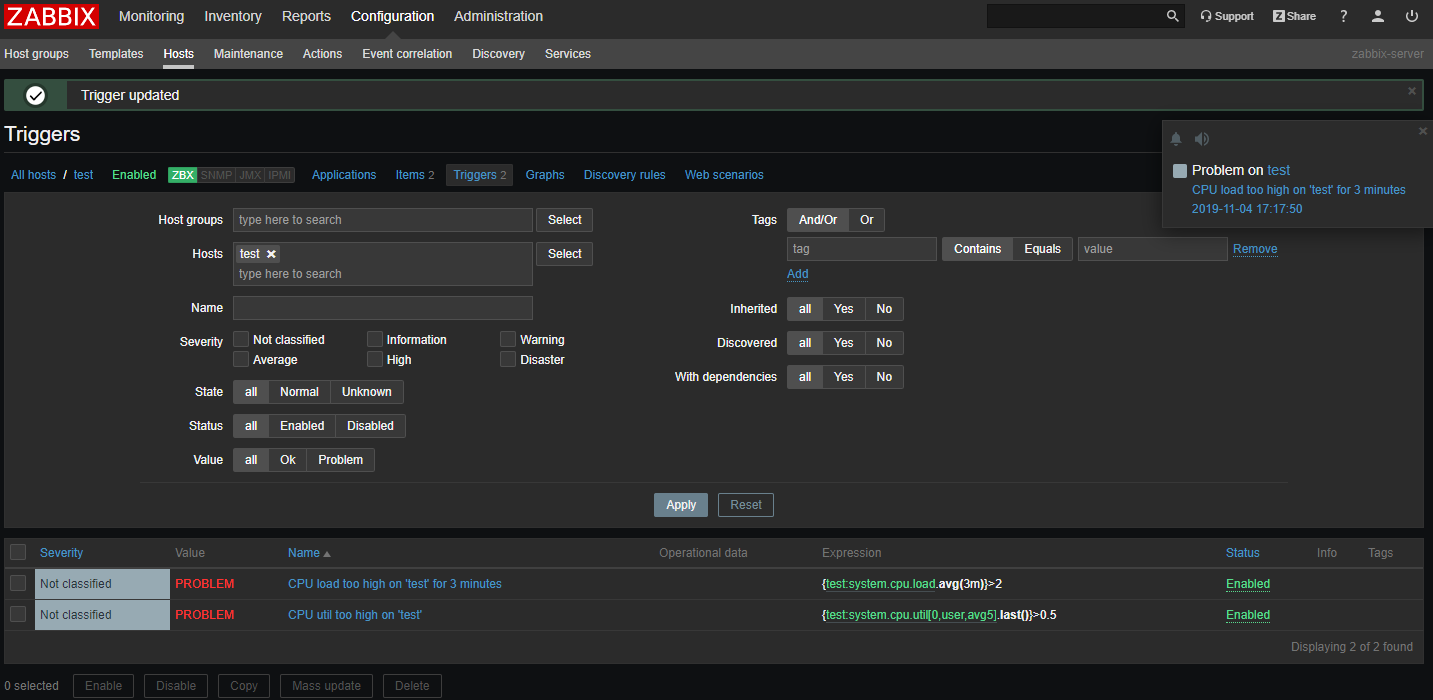 ZABBIX Monitoring Inventory Reports Configuration Administration Support Z Share ?
Host groups Templates Hosts Maintenance Actions Event correlation Discovery Services zabbix-server
Trigger updated
Triggers
All hosts / test Enabled ZBX SNMP JMX IPMI Applications Items 2 Triggers 2 Graphs Discovery rules Web scenarios
Problem on test
CPU load too high on 'test' for 3 minutes
2019-11-04 17:17:50
Host groups type here to search Select
Hosts test Select
type here to search
Name
Severity Not classified Information Warning
Average High Disaster
State all Normal Unknown
Status all Enabled Disabled
Value all Ok Problem
Tags And/Or Or
tag Contains Equals value Remove
Add
Inherited all Yes No
Discovered all Yes No
With dependencies all Yes No
Apply Reset
Severity Value Name Operational data Expression Status Info Tags
Not classified PROBLEM CPU load too high on 'test' for 3 minutes {test:system.cpu.load.avg(3m)}>2 Enabled
Not classified PROBLEM CPU util too high on 'test' {test:system.cpu.util[0,user,avg5].last()}>0.5 Enabled
Displaying 2 of 2 found
0 selected Enable Disable Copy Mass update Delete